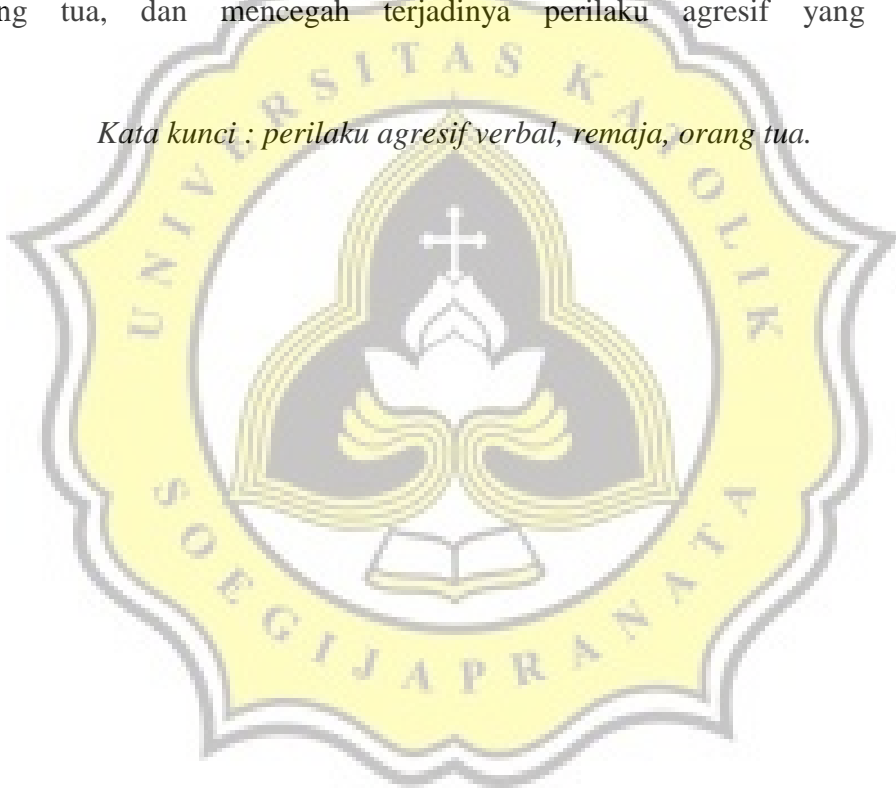 ng tua, dan mencegah terjadinya perilaku agresif yang
UNIVERSITAS KATOLIK
Kata kunci : perilaku agresif verbal, remaja, orang tua.
SOEGIJAPRANATA